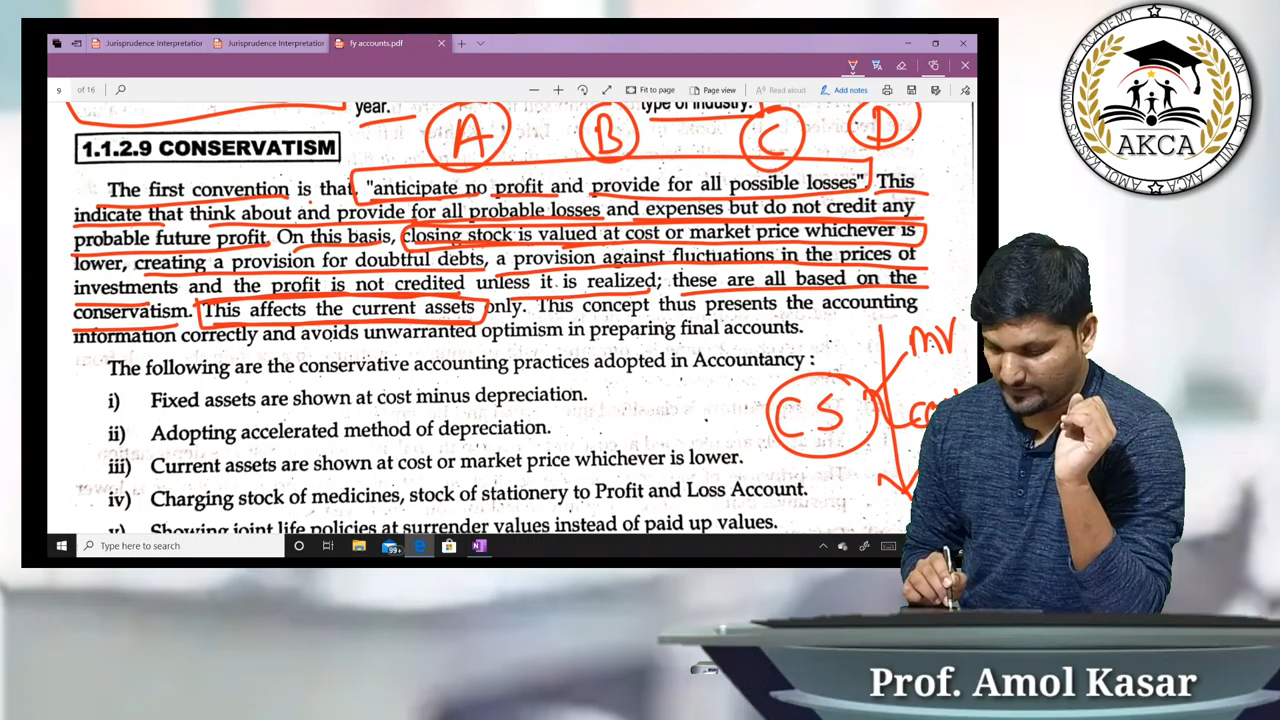 Jurisprudence Interpretation
Jurisprudence Interpretation
fy accounts.pdf
9 of 16
Fit to page
Page view
Read aloud
Add notes
year.
type of industry.
A B C D
1.1.2.9 CONSERVATISM
The first convention is that, "anticipate no profit and provide for all possible losses". This
indicate that think about and provide for all probable losses and expenses but do not credit any
probable future profit. On this basis, closing stock is valued at cost or market price whichever is
lower, creating a provision for doubtful debts, a provision against fluctuations in the prices of
investments and the profit is not credited unless it is realized; these are all based on the
conservatism. This affects the current assets only. This concept thus presents the accounting
information correctly and avoids unwarranted optimism in preparing final accounts.
The following are the conservative accounting practices adopted in Accountancy :
i) Fixed assets are shown at cost minus depreciation.
ii) Adopting accelerated method of depreciation.
iii) Current assets are shown at cost or market price whichever is lower.
iv) Charging stock of medicines, stock of stationery to Profit and Loss Account.
v) Showing joint life policies at surrender values instead of paid up values.
CS
Type here to search
99+
AMOL KASAR'S COMMERCE ACADEMY
YES WE CAN & WE WILL
AKCA
Prof. Amol Kasar